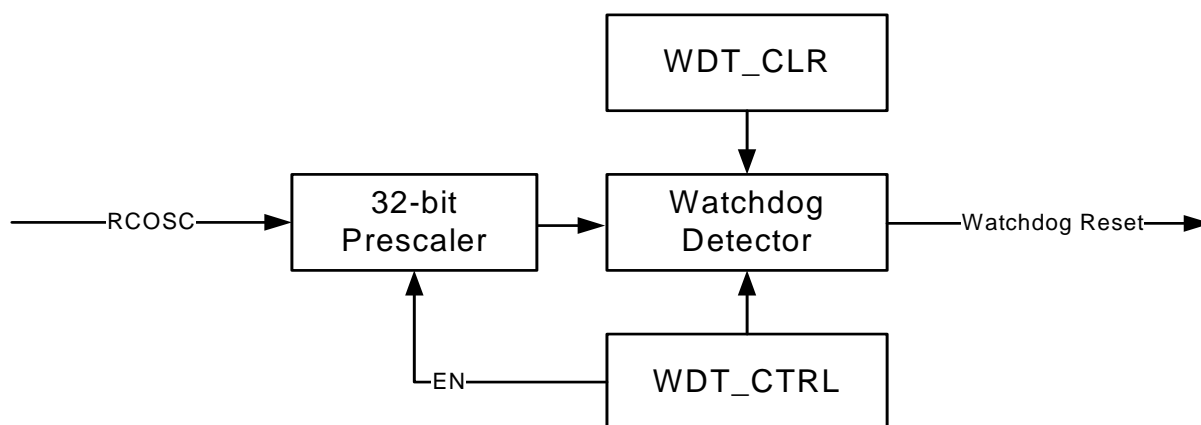 WDT_CLR
RCOSC
32-bit
Prescaler
Watchdog
Detector
Watchdog Reset
EN
WDT_CTRL